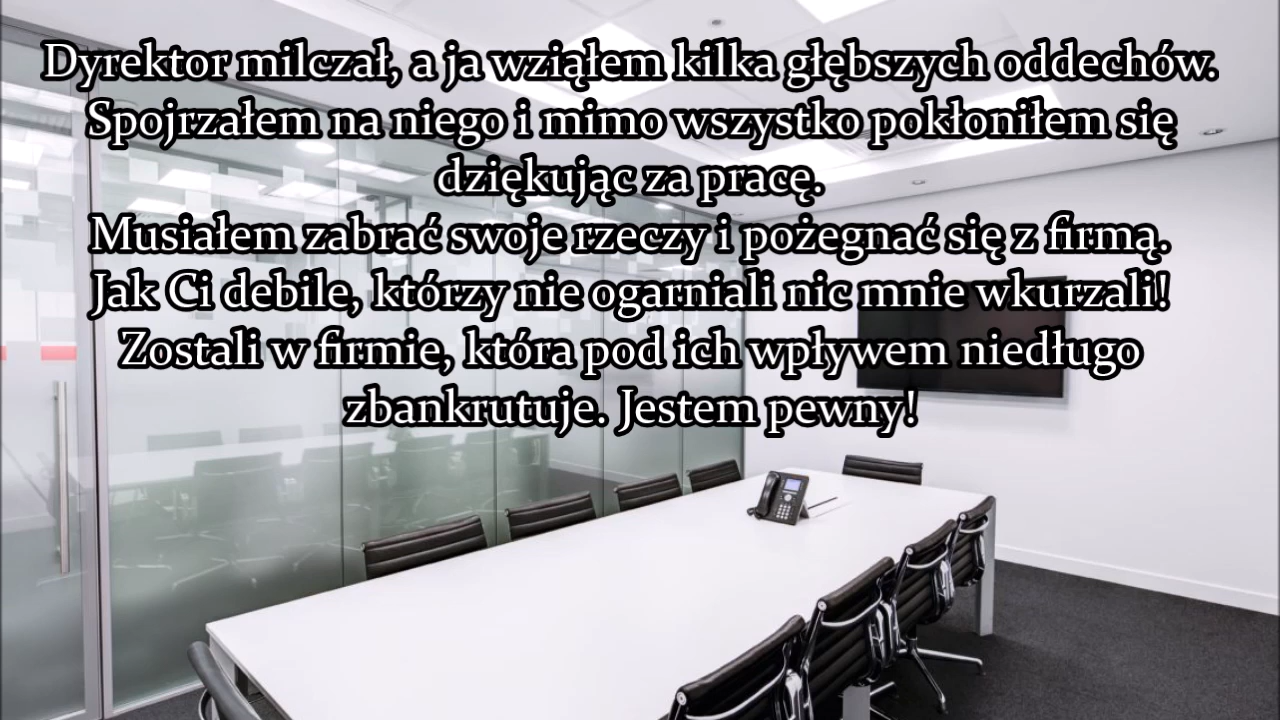 Dyrektor milczał, a ja wziąłem kilka głębszych oddechów.
Spojrzałem na niego i mimo wszystko pokłoniłem się
dziękując za pracę.
Musiałem zabrać swoje rzeczy i pożegnać się z firmą.
Jak Ci debile, którzy nie ogarniali nic mnie wkurzali!
Zostali w firmie, która pod ich wpływem niedługo
zbankrutuje. Jestem pewny!